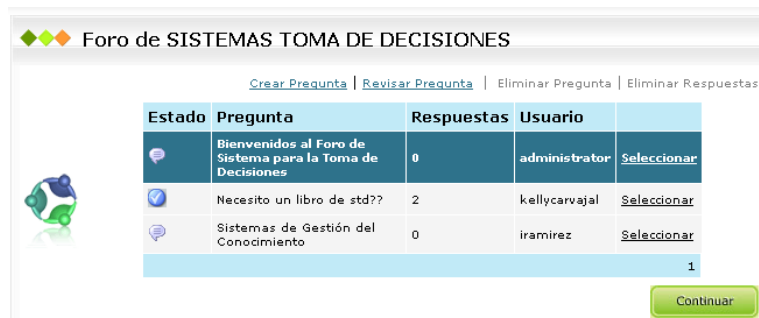 Foro de SISTEMAS TOMA DE DECISIONES
Crear Pregunta | Revisar Pregunta | Eliminar Pregunta | Eliminar Respuestas
Estado Pregunta Respuestas Usuario
Bienvenidos al Foro de
Sistema para la Toma de
Decisiones
0 administrator Seleccionar
Necesito un libro de std?? 2 kellycarvajal Seleccionar
Sistemas de Gestión del
Conocimiento
0 iramirez Seleccionar
1
Continuar